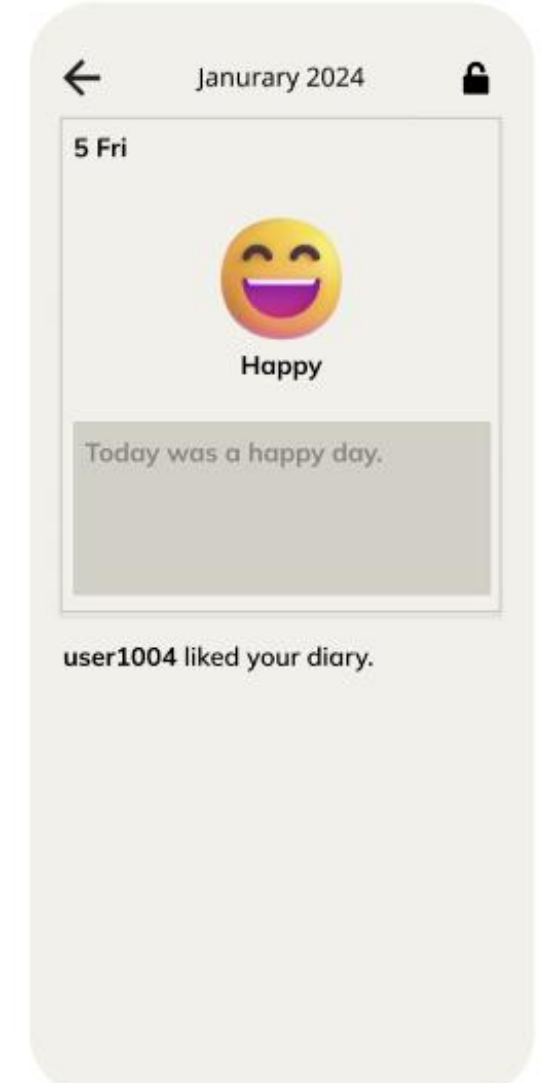 Janurary 2024
5 Fri
Happy
Today was a happy day.
user1004 liked your diary.